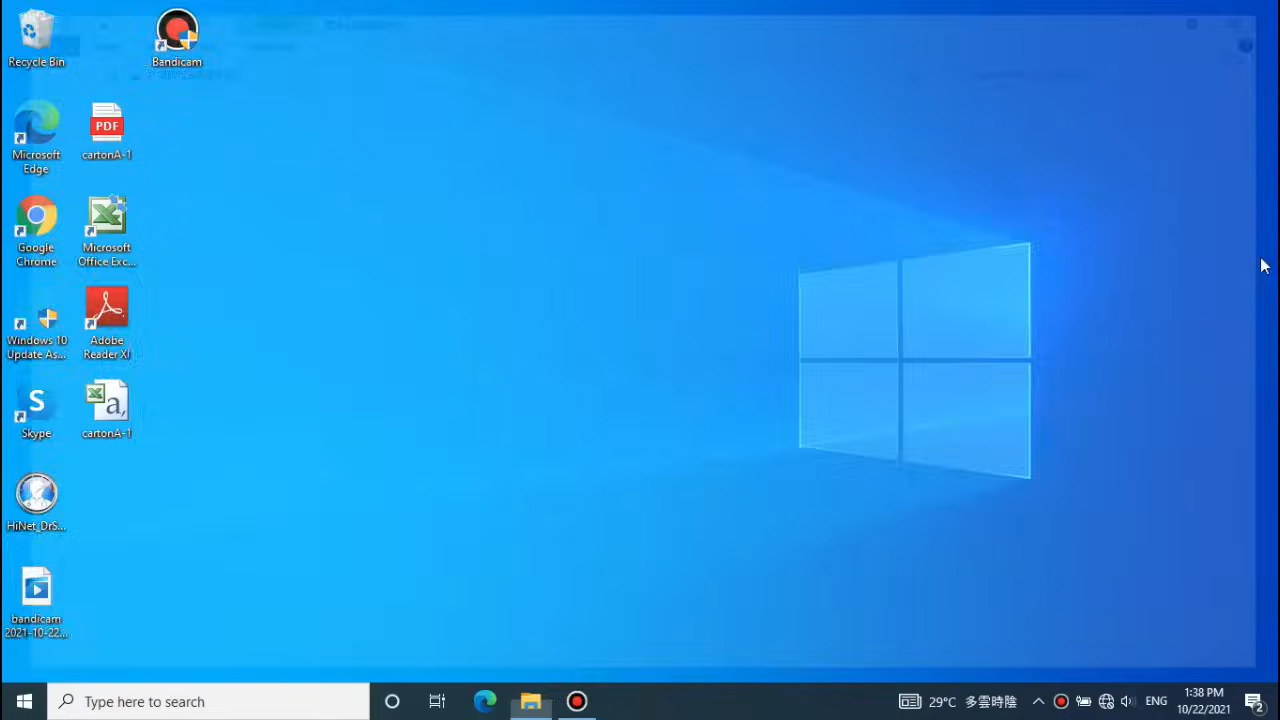 Recycle Bin
Bandicam
Microsoft
Edge
PDF
cartonA-1
Google
Chrome
Microsoft
Office Exc...
Windows 10
Update As...
Adobe
Reader XI
S
Skype
a,
cartonA-1
HiNet_DrS...
bandicam
2021-10-22...
Type here to search
29°C 多雲時陰
ENG
1:38 PM
10/22/2021
2